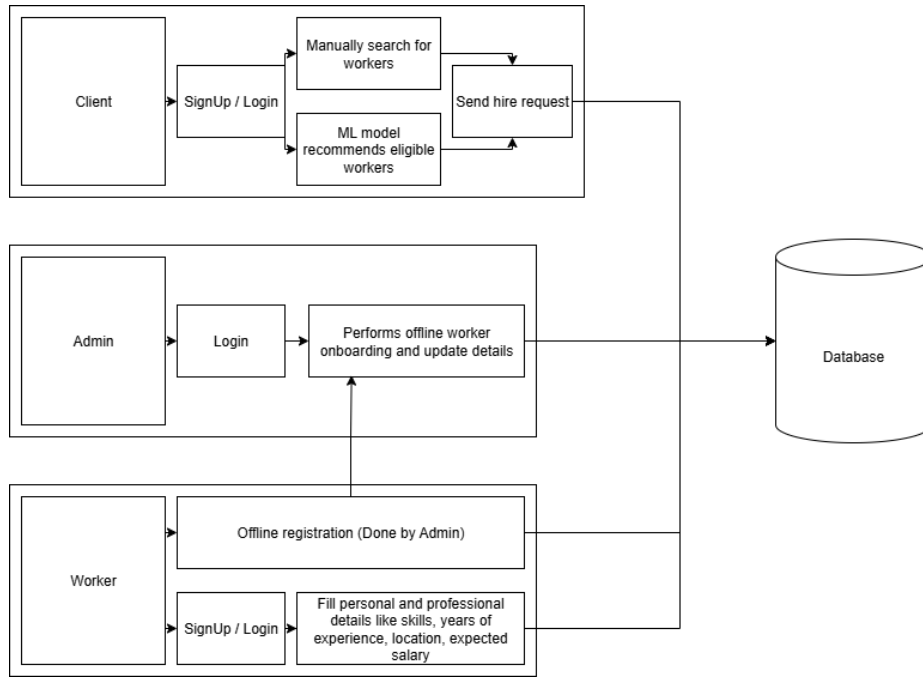 Client
SignUp / Login
Manually search for
workers
ML model
recommends eligible
workers
Send hire request
Admin
Login
Performs offline worker
onboarding and update details
Database
Worker
Offline registration (Done by Admin)
SignUp / Login
Fill personal and professional
details like skills, years of
experience, location, expected
salary